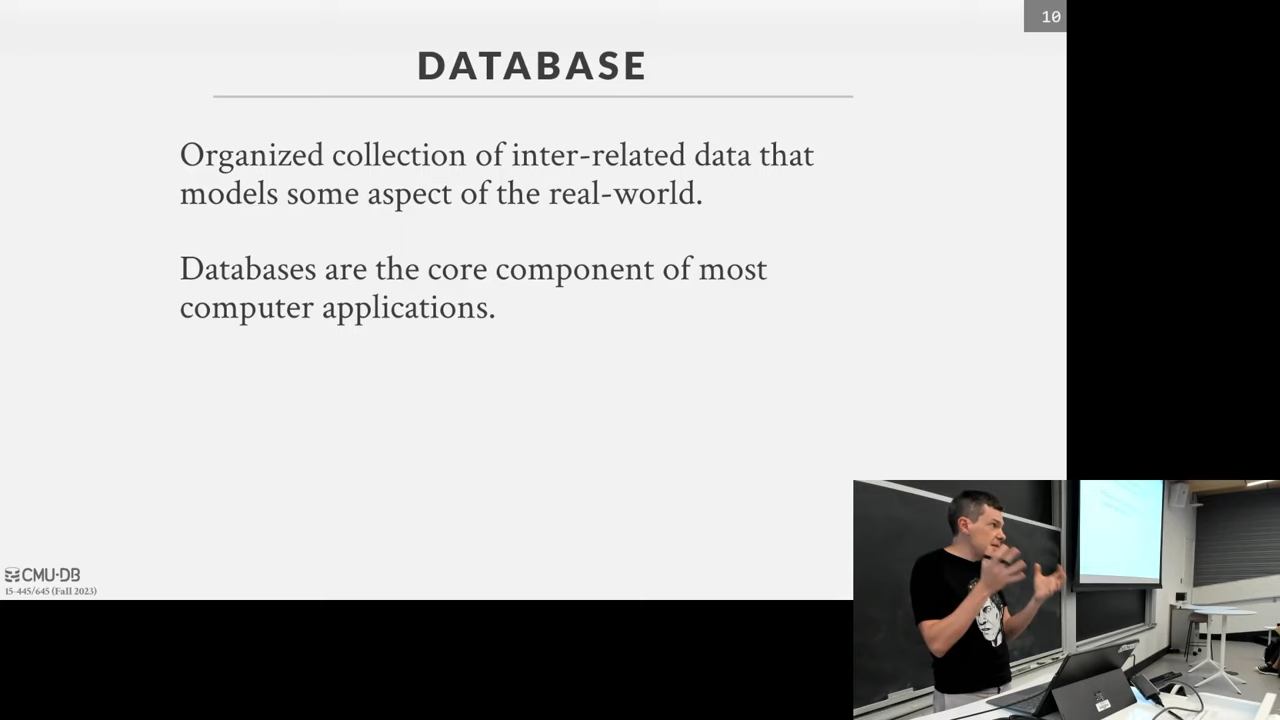 10
DATABASE
Organized collection of inter-related data that
models some aspect of the real-world.
Databases are the core component of most
computer applications.
CMU·DB
15-445/645 (Fall 2023)